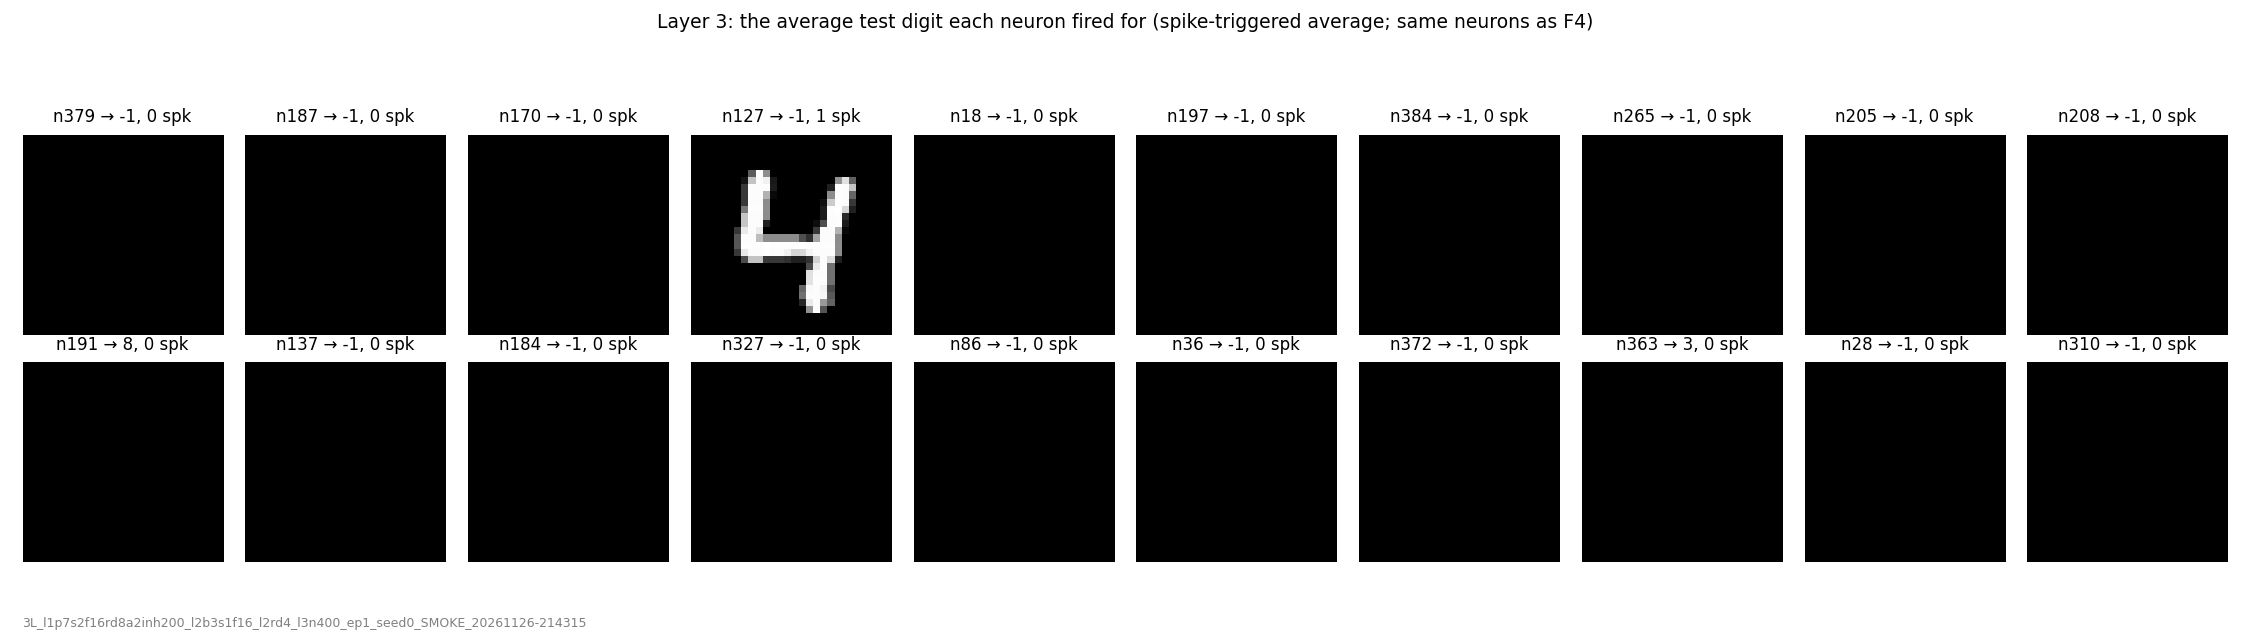 Layer 3: the average test digit each neuron fired for (spike-triggered average; same neurons as F4)
n379 → -1, 0 spk n187 → -1, 0 spk n170 → -1, 0 spk n127 → -1, 1 spk n18 → -1, 0 spk n197 → -1, 0 spk n384 → -1, 0 spk n265 → -1, 0 spk n205 → -1, 0 spk n208 → -1, 0 spk
4
n191 → 8, 0 spk n137 → -1, 0 spk n184 → -1, 0 spk n327 → -1, 0 spk n86 → -1, 0 spk n36 → -1, 0 spk n372 → -1, 0 spk n363 → 3, 0 spk n28 → -1, 0 spk n310 → -1, 0 spk
3L_l1p7s2f16rd8a2inh200_l2b3s1f16_l2rd4_l3n400_ep1_seed0_SMOKE_20261126-214315